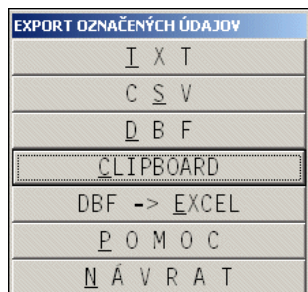 EXPORT OZNAČENÝCH ÚDAJOV
T X T
C S V
D B F
CLIPBOARD
DBF -> EXCEL
P O M O C
N Á V R A T